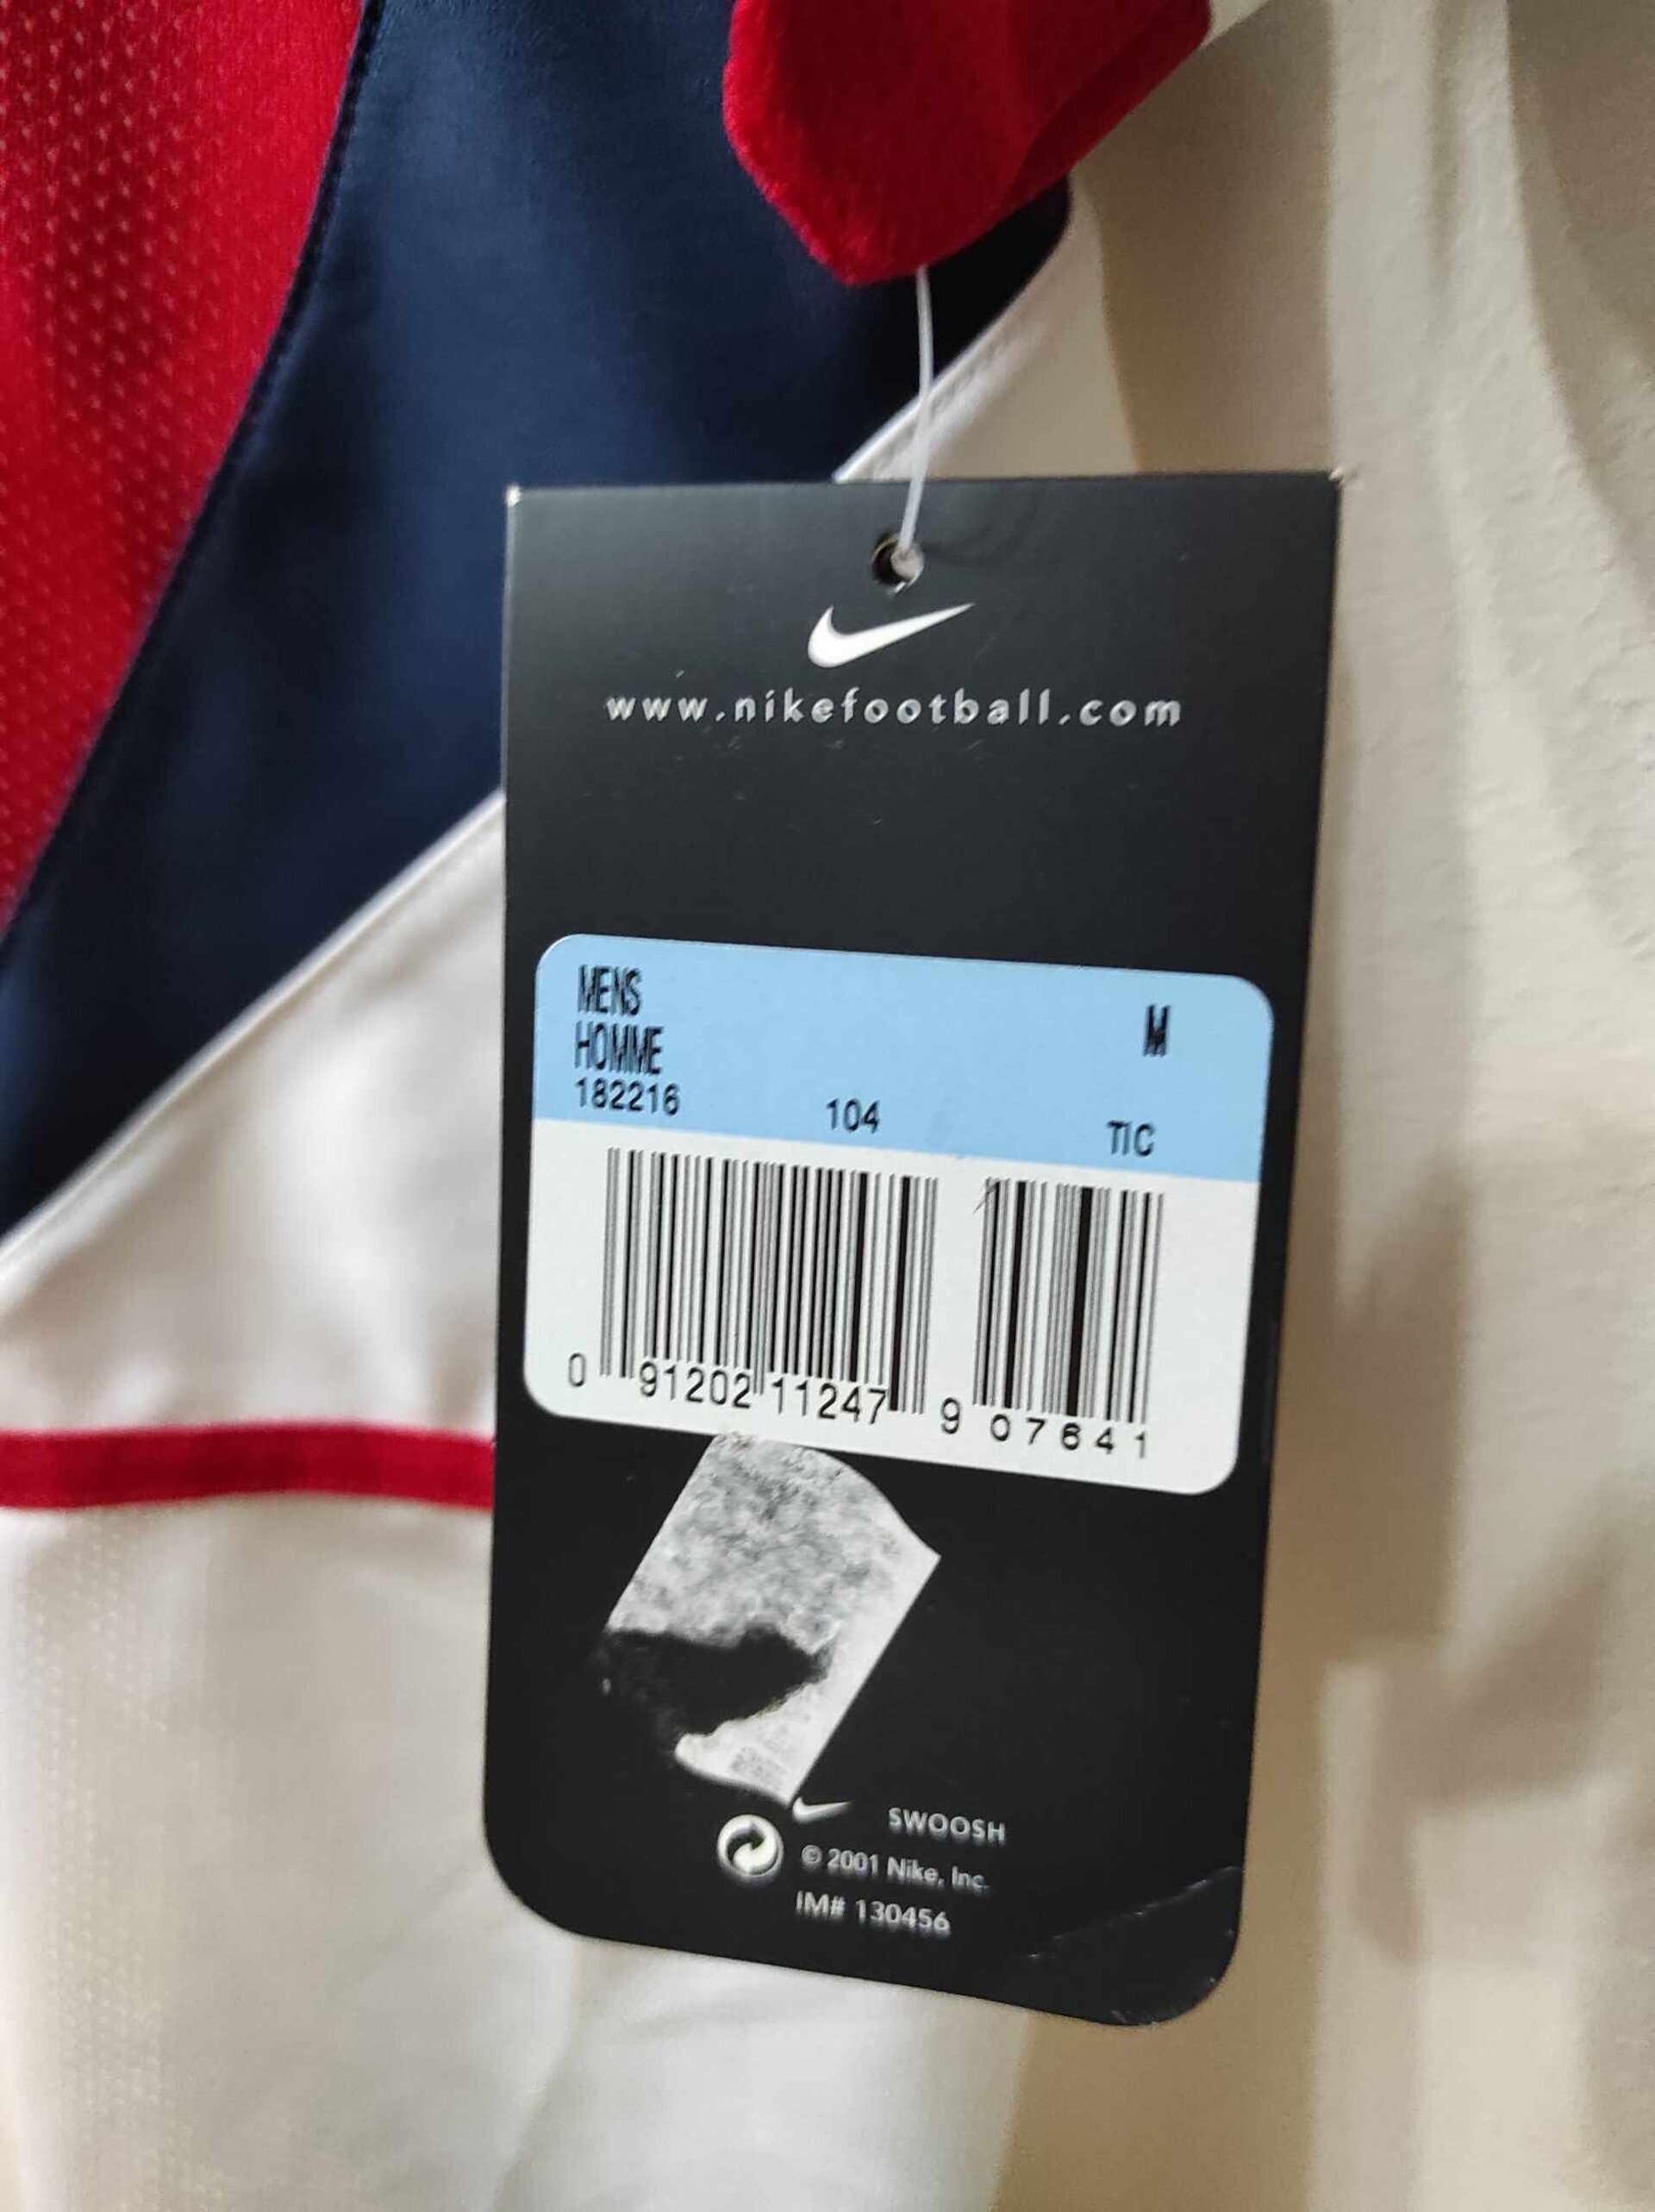 www.nikefootball.com
MENS M
HOMME
182216 104 TIC
0 91202 11247 9 07641
SWOOSH
© 2001 Nike, Inc.
IM# 130456